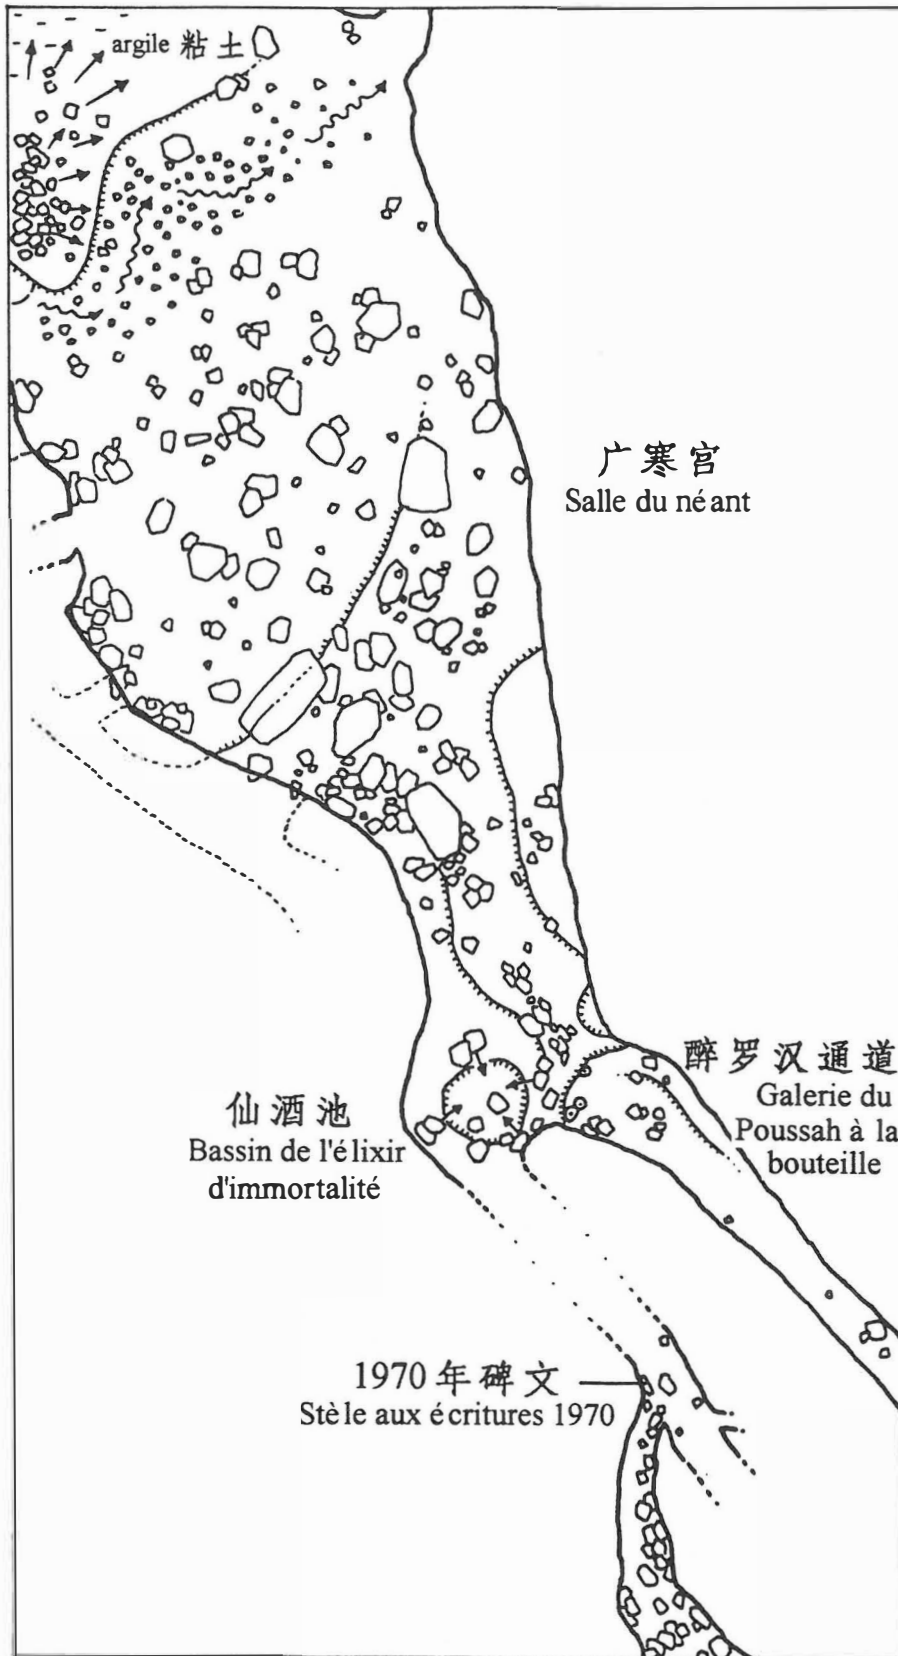 argile 粘土
广寒宫
Salle du néant
醉罗汉通道
Galerie du
Poussah à la
bouteille
仙酒池
Bassin de l'élixir
d'immortalité
1970年碑文
Stèle aux écritures 1970